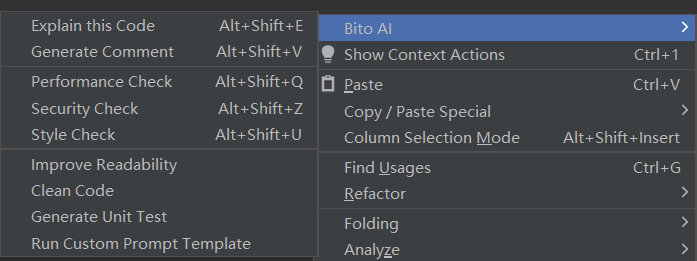 Explain this Code Alt+Shift+E
Generate Comment Alt+Shift+V
Performance Check Alt+Shift+Q
Security Check Alt+Shift+Z
Style Check Alt+Shift+U
Improve Readability
Clean Code
Generate Unit Test
Run Custom Prompt Template
Bito AI
Show Context Actions Ctrl+1
Paste Ctrl+V
Copy / Paste Special
Column Selection Mode Alt+Shift+Insert
Find Usages Ctrl+G
Refactor
Folding
Analyze